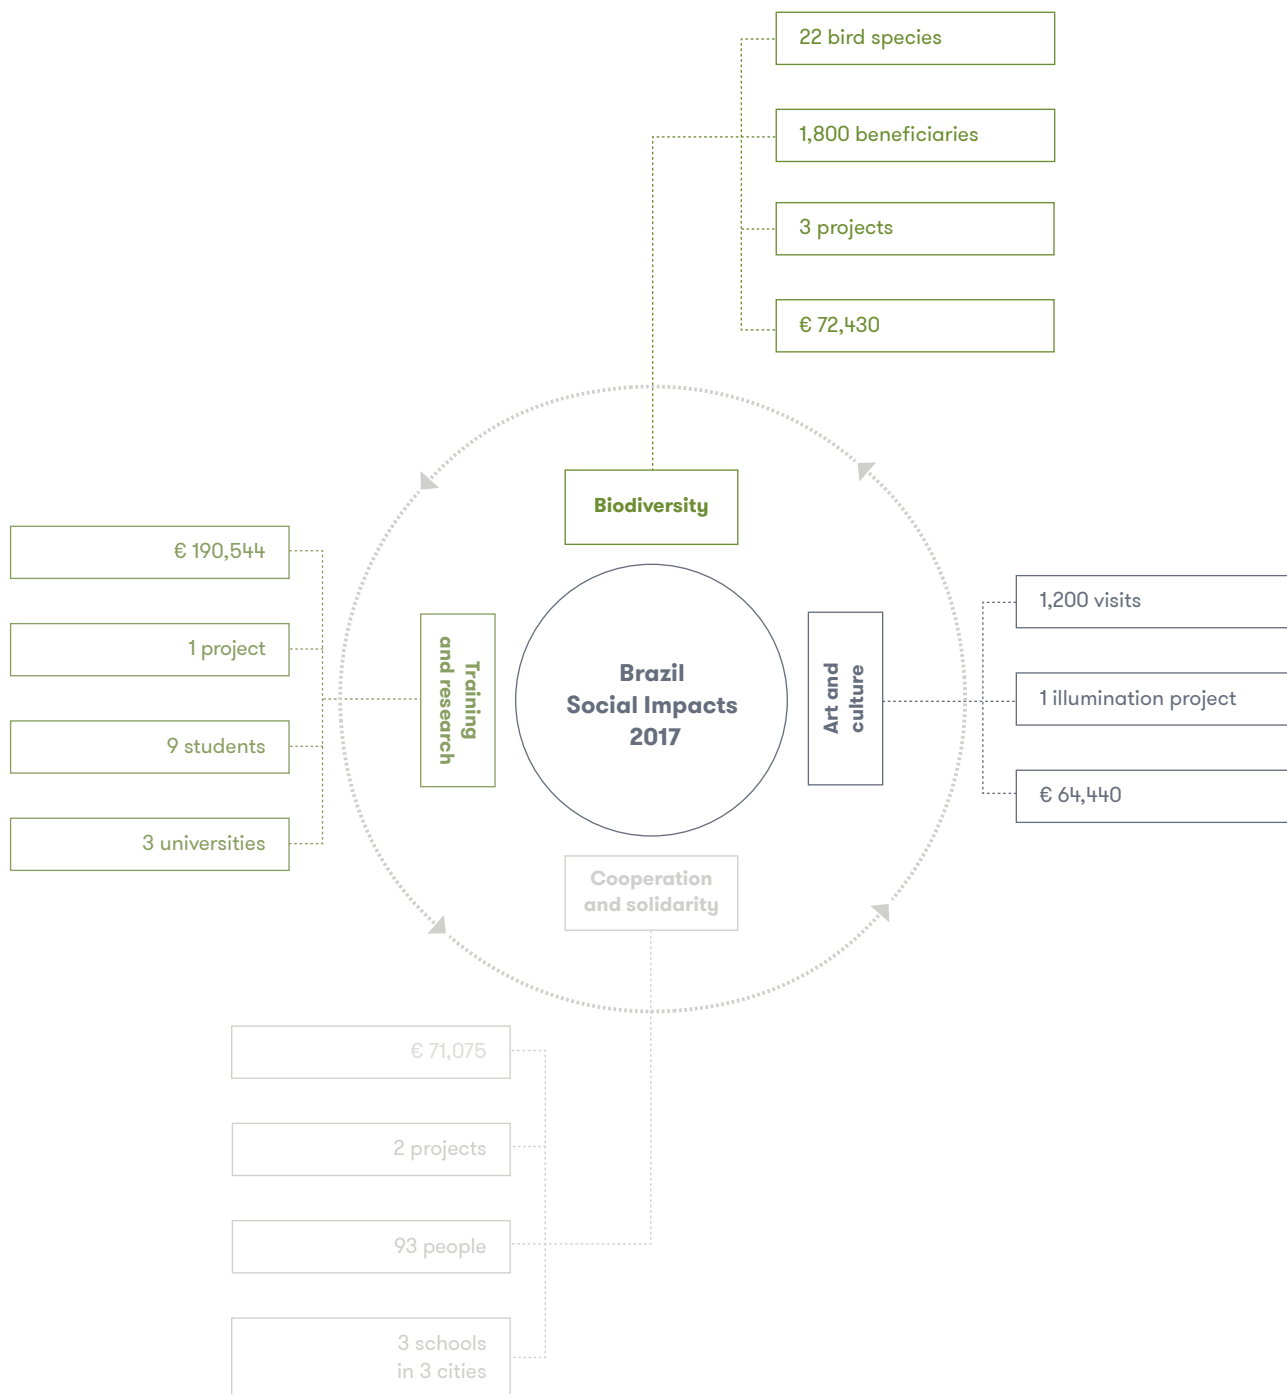 22 bird species
1,800 beneficiaries
3 projects
€ 72,430
Biodiversity
€ 190,544
1 project
9 students
3 universities
Training
and research
Brazil
Social Impacts
2017
Art and
culture
1,200 visits
1 illumination project
€ 64,440
Cooperation
and solidarity
€ 71,075
2 projects
93 people
3 schools
in 3 cities